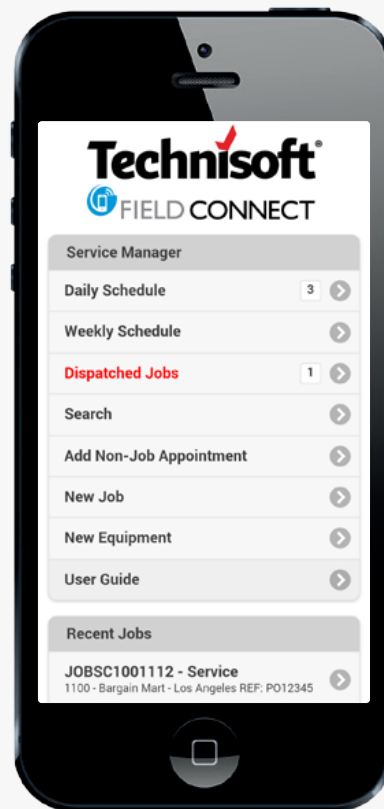 Technisoft®
FIELD CONNECT
Service Manager
Daily Schedule 3
Weekly Schedule
Dispatched Jobs 1
Search
Add Non-Job Appointment
New Job
New Equipment
User Guide
Recent Jobs
JOBSC1001112 - Service
1100 - Bargain Mart - Los Angeles REF: PO12345